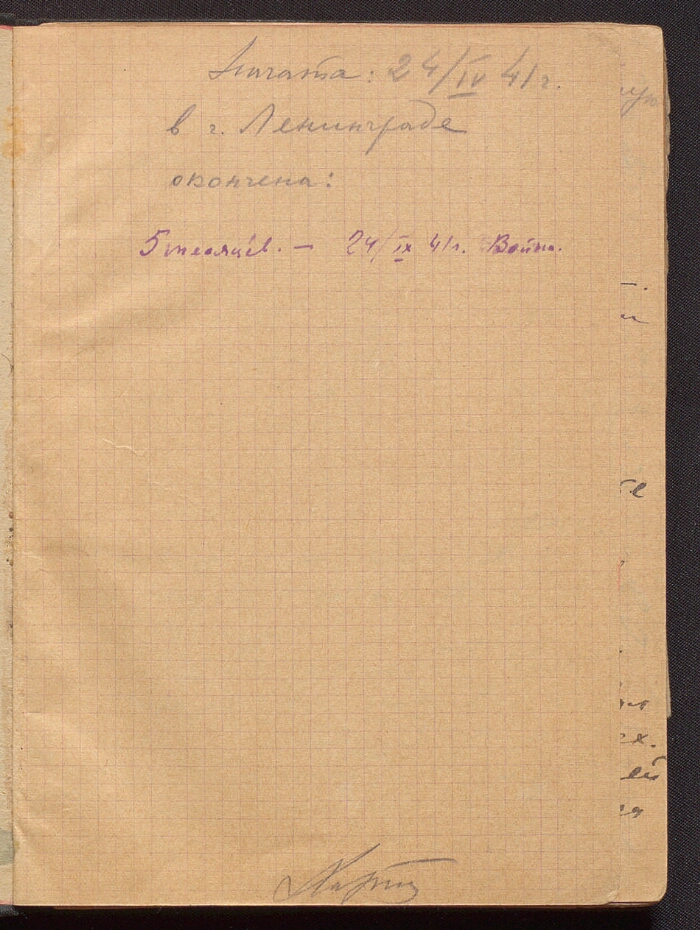 Начата: 24/IV 41 г.
в г. Ленинграде
окончена:
5 месяцев. — 24/IX 41 г. Война.